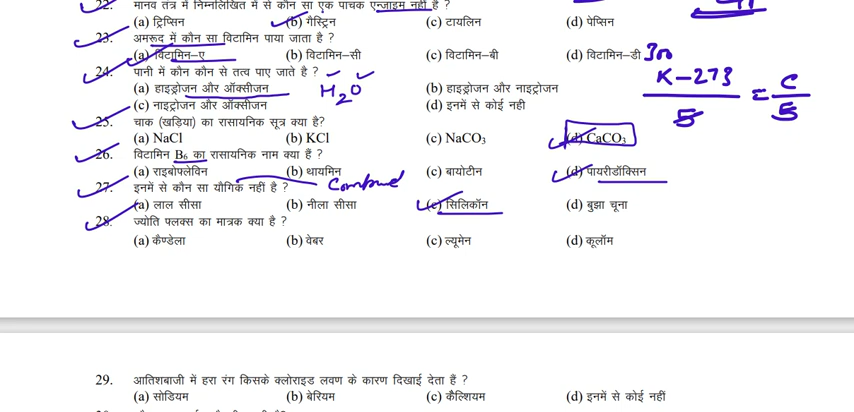 22. मानव तंत्र में निम्नलिखित में से कौन सा एक पाचक एन्जाइम नही है ?
(a) ट्रिप्सिन (b) गैस्ट्रिन (c) टायलिन (d) पेप्सिन
23. अमरूद में कौन सा विटामिन पाया जाता है ?
(a) विटामिन-ए (b) विटामिन-सी (c) विटामिन-बी (d) विटामिन-डी 300
24. पानी में कौन कौन से तत्व पाए जाते है ?
K-273/5 = C/5
(a) हाइड्रोजन और ऑक्सीजन H2O (b) हाइड्रोजन और नाइट्रोजन
(c) नाइट्रोजन और ऑक्सीजन (d) इनमें से कोई नही
25. चाक (खड़िया) का रासायनिक सूत्र क्या है?
(a) NaCl (b) KCl (c) NaCO3 (d) CaCO3
26. विटामिन B6 का रासायनिक नाम क्या हैं ?
(a) राइबोफ्लेविन (b) थायमिन (c) बायोटीन (d) पायरीडॉक्सिन
27. इनमें से कौन सा यौगिक नहीं है ?
(a) लाल सीसा (b) नीला सीसा (c) सिलिकॉन (d) बुझा चूना
28. ज्योति फ्लक्स का मात्रक क्या है ?
(a) कैण्डेला (b) वेबर (c) ल्यूमेन (d) कूलॉम
29. आतिशबाजी में हरा रंग किसके क्लोराइड लवण के कारण दिखाई देता हैं ?
(a) सोडियम (b) बेरियम (c) कैल्शियम (d) इनमें से कोई नहीं